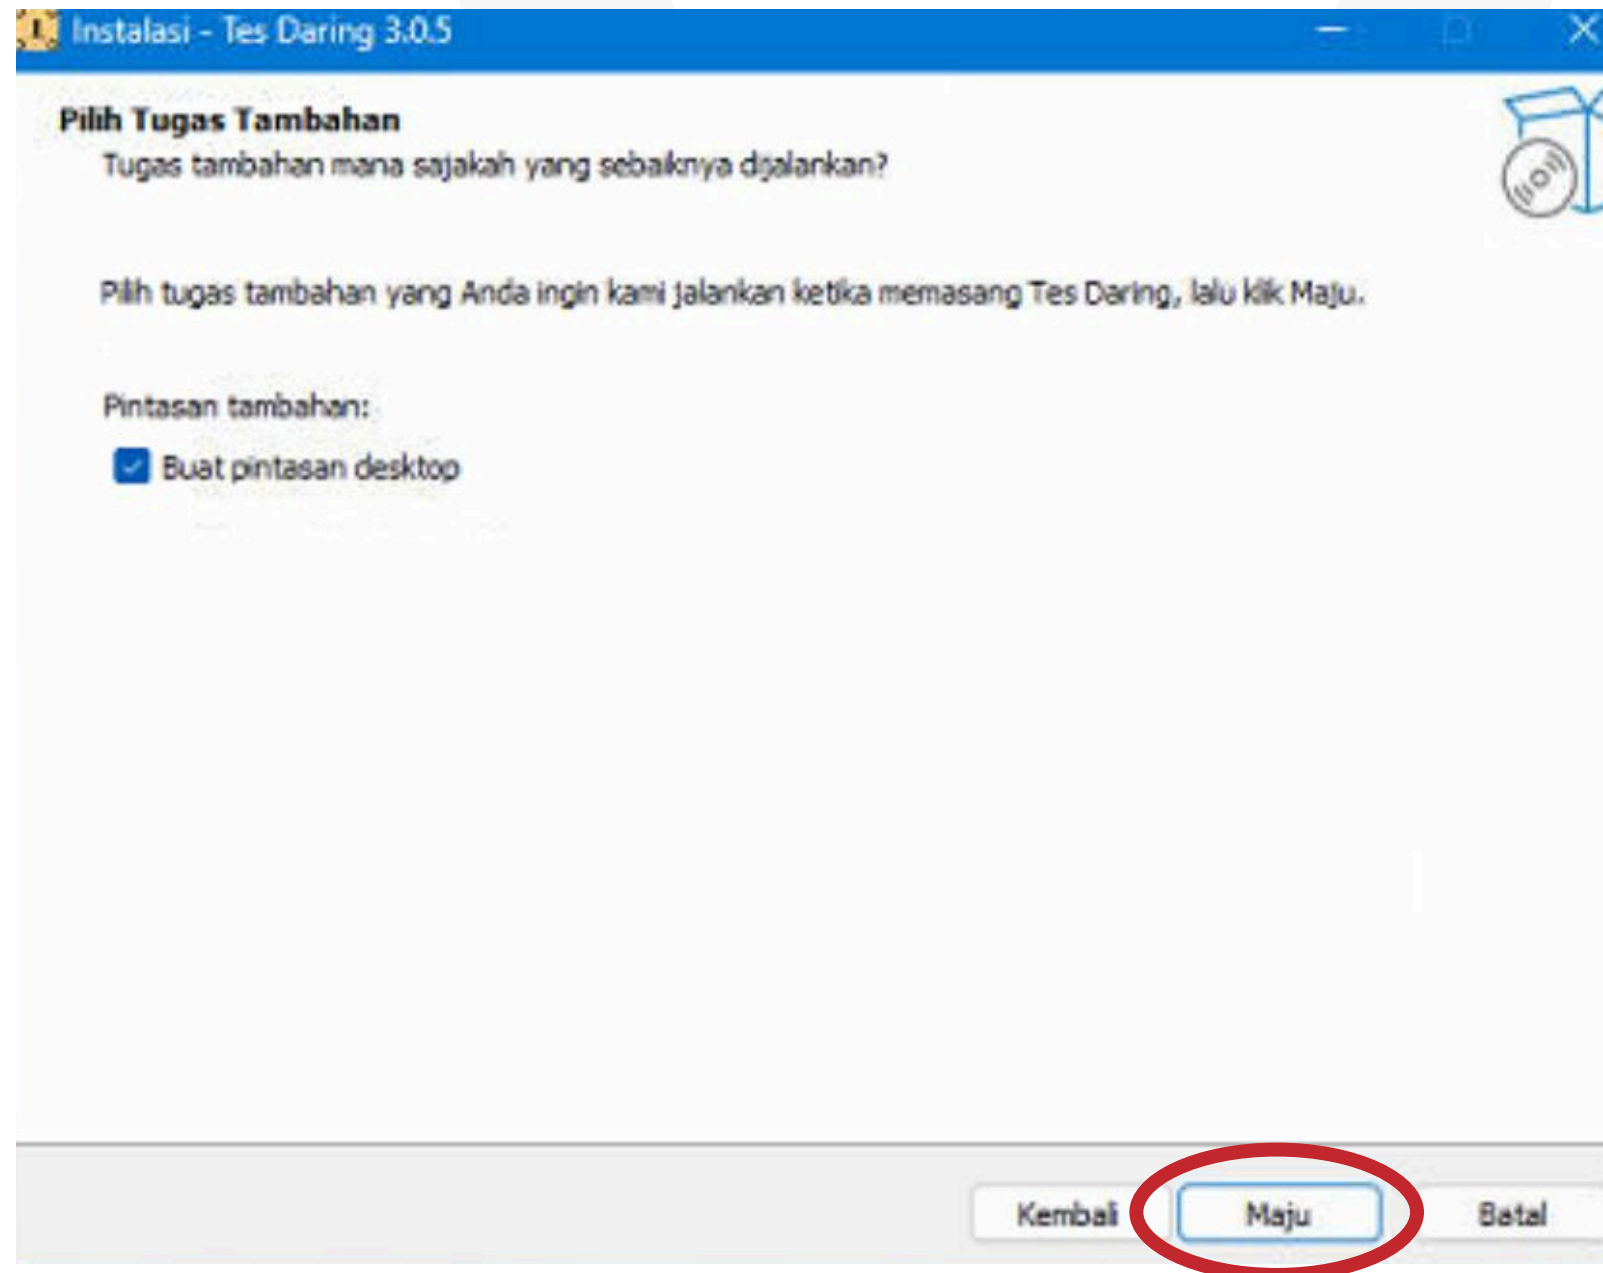 Instalasi - Tes Daring 3.0.5
Pilih Tugas Tambahan
Tugas tambahan mana sajakah yang sebaiknya dijalankan?
Pilih tugas tambahan yang Anda ingin kami jalankan ketika memasang Tes Daring, lalu klik Maju.
Pintasan tambahan:
Buat pintasan desktop
Kembali Maju Batal